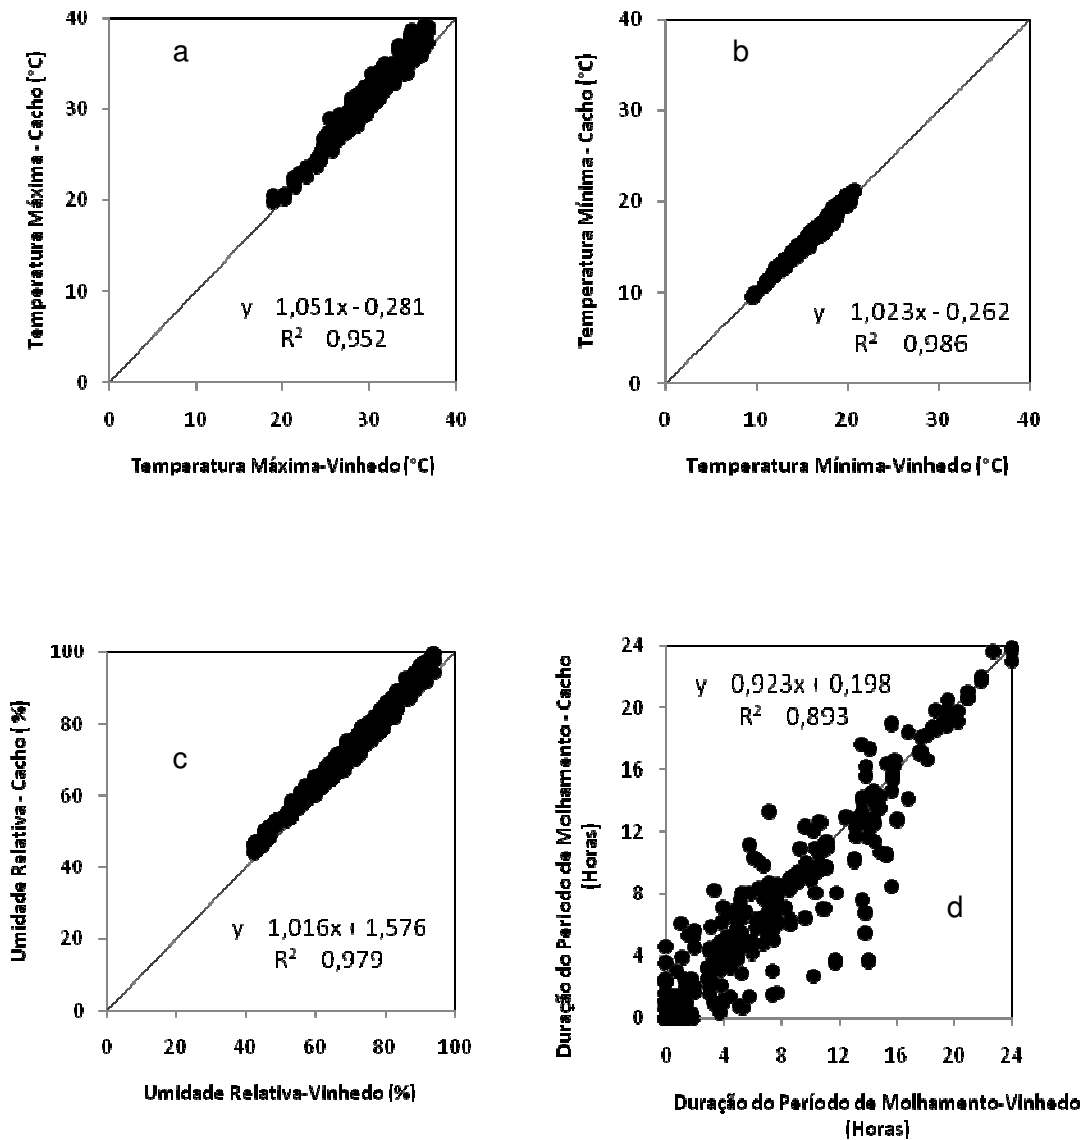 a
Temperatura Máxima - Cacho (°C)
40
30
20
10
0
y 1,051x - 0,281
R² 0,952
0 10 20 30 40
Temperatura Máxima-Vinhedo (°C)
b
Temperatura Mínima - Cacho (°C)
40
30
20
10
0
y 1,023x - 0,262
R² 0,986
0 10 20 30 40
Temperatura Mínima-Vinhedo (°C)
c
Umidade Relativa - Cacho (%)
100
80
60
40
20
0
y 1,016x + 1,576
R² 0,979
0 20 40 60 80 100
Umidade Relativa-Vinhedo (%)
Duração do Período de Molhamento - Cacho
(Horas)
24
20
16
12
8
4
0
y 0,923x + 0,198
R² 0,893
d
0 4 8 12 16 20 24
Duração do Período de Molhamento-Vinhedo
(Horas)